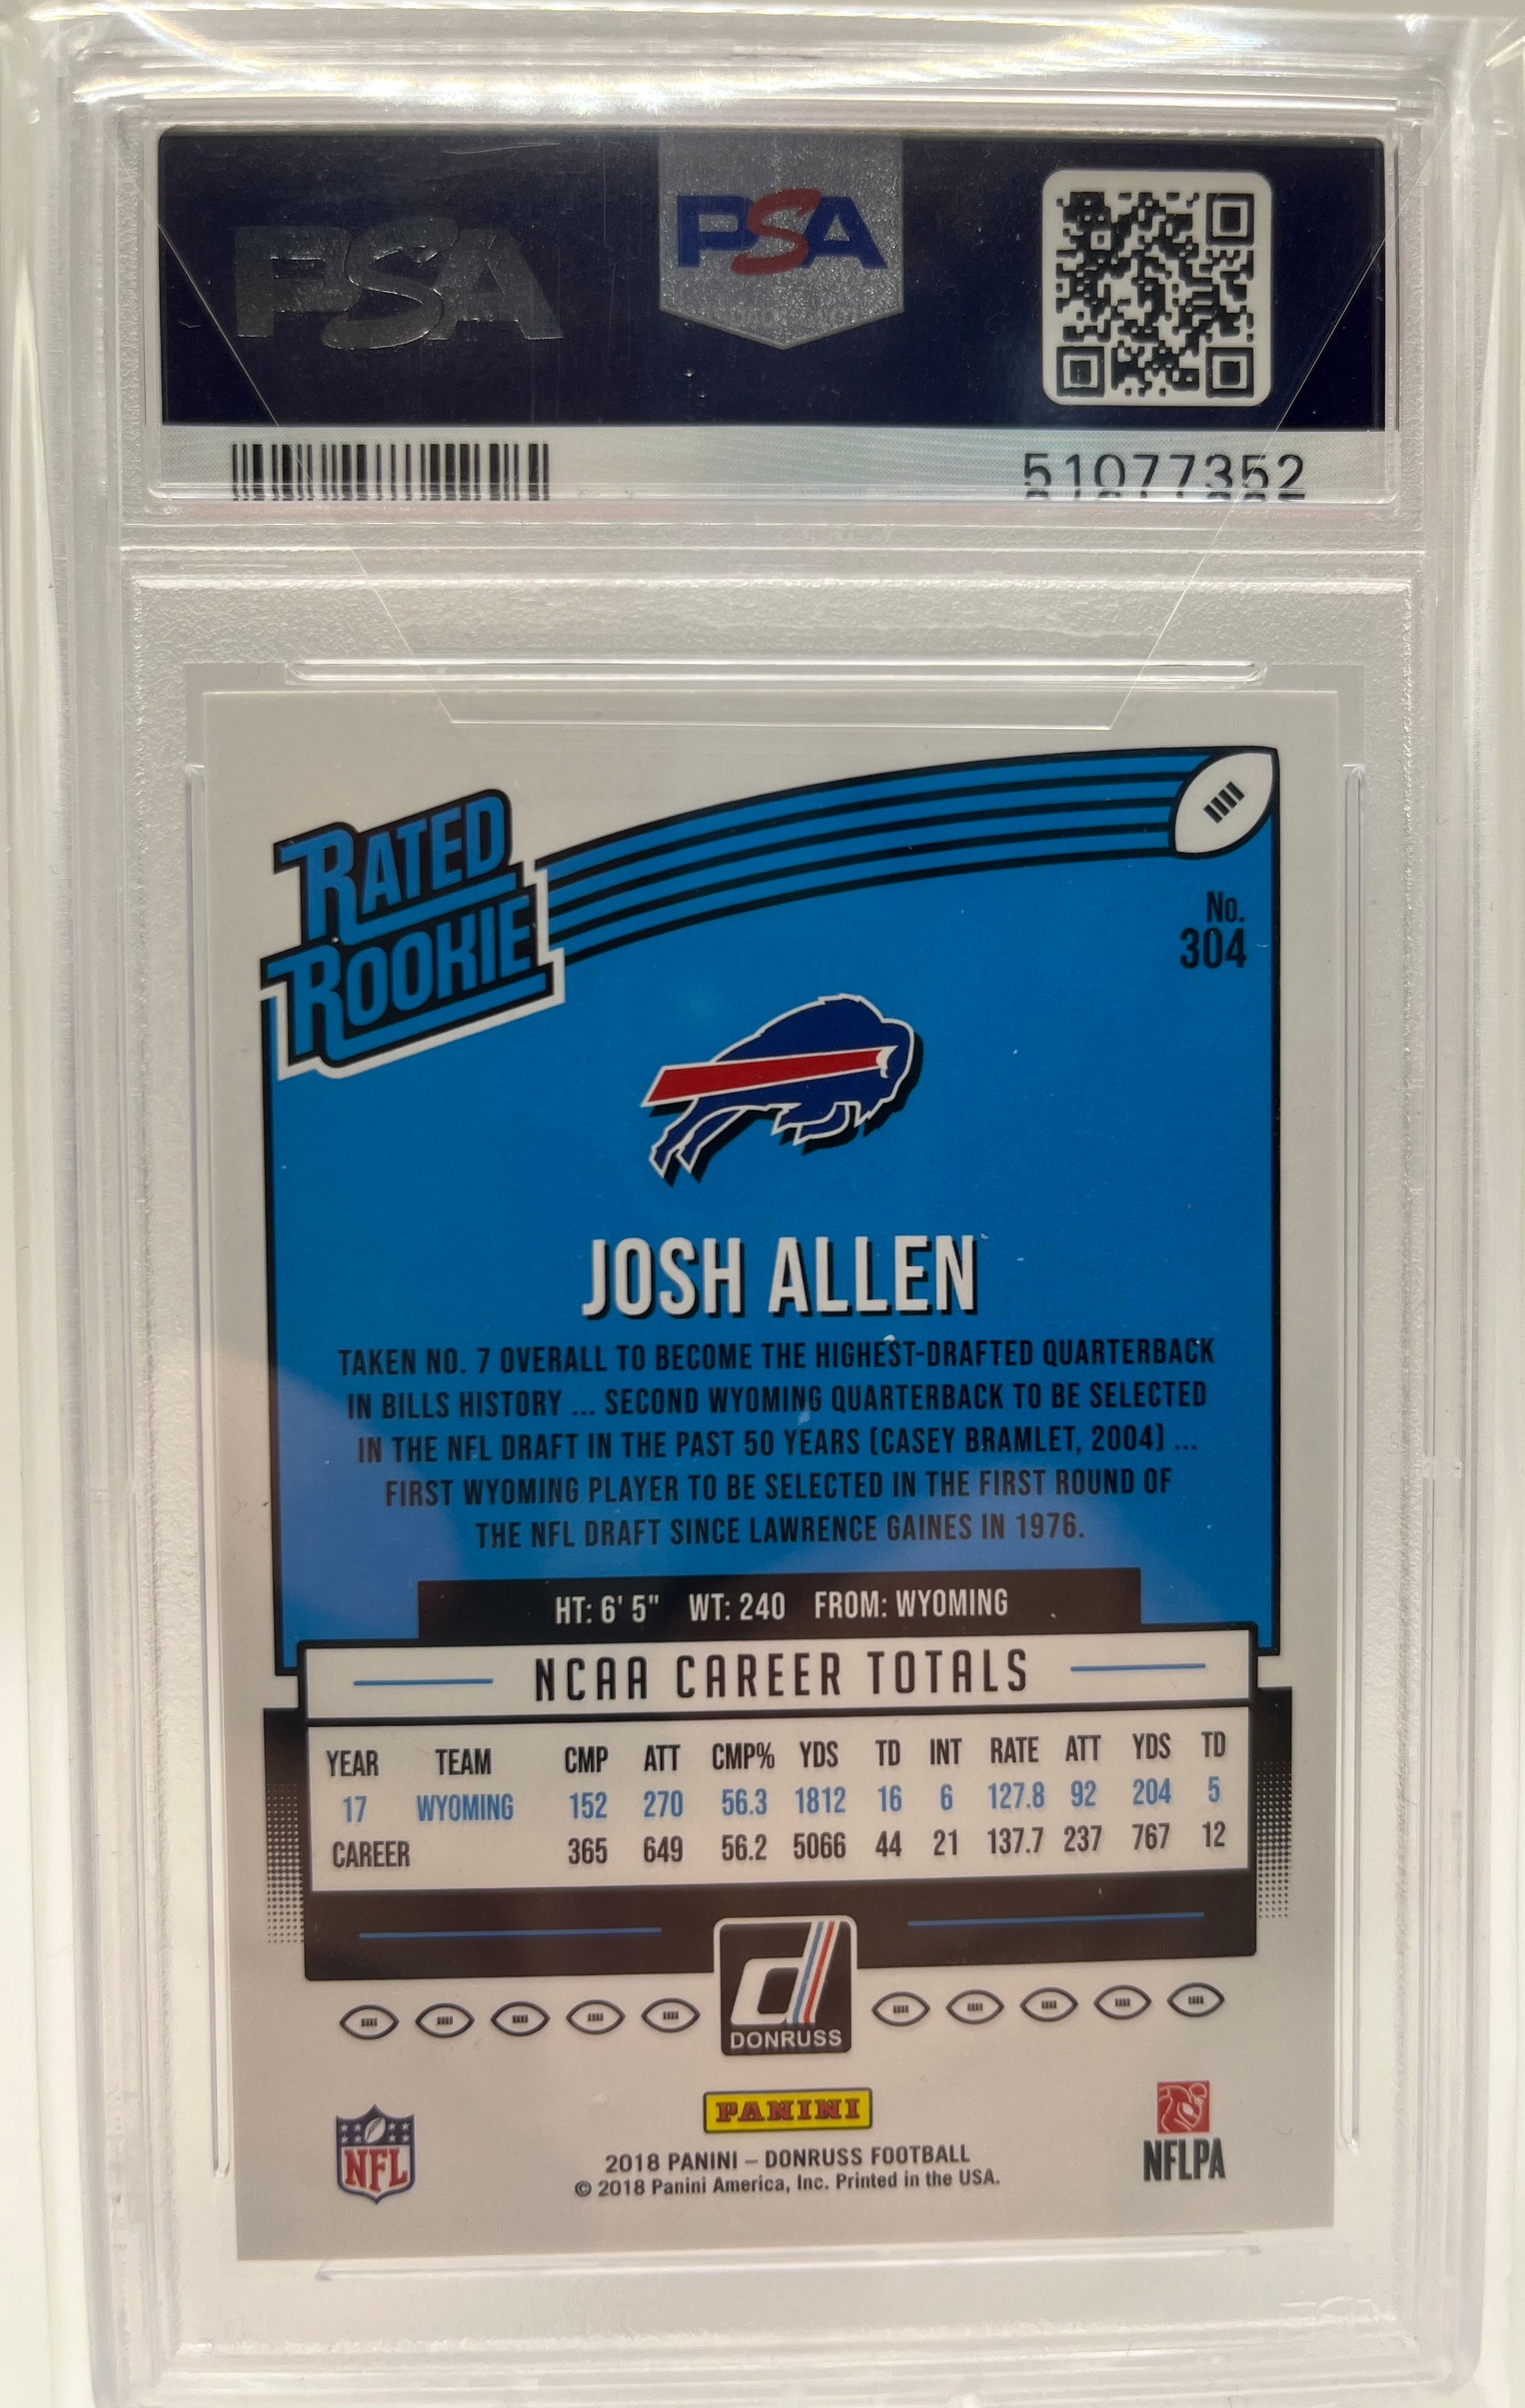 PSA
PSA
51077352
RATED
ROOKIE
No.
304
JOSH ALLEN
TAKEN NO. 7 OVERALL TO BECOME THE HIGHEST-DRAFTED QUARTERBACK
IN BILLS HISTORY ... SECOND WYOMING QUARTERBACK TO BE SELECTED
IN THE NFL DRAFT IN THE PAST 50 YEARS (CASEY BRAMLET, 2004) ...
FIRST WYOMING PLAYER TO BE SELECTED IN THE FIRST ROUND OF
THE NFL DRAFT SINCE LAWRENCE GAINES IN 1976.
HT: 6' 5" WT: 240 FROM: WYOMING
NCAA CAREER TOTALS
YEAR TEAM CMP ATT CMP% YDS TD INT RATE ATT YDS TD
17 WYOMING 152 270 56.3 1812 16 6 127.8 92 204 5
CAREER 365 649 56.2 5066 44 21 137.7 237 767 12
d
DONRUSS
PANINI
NFL
NFLPA
2018 PANINI – DONRUSS FOOTBALL
© 2018 Panini America, Inc. Printed in the USA.